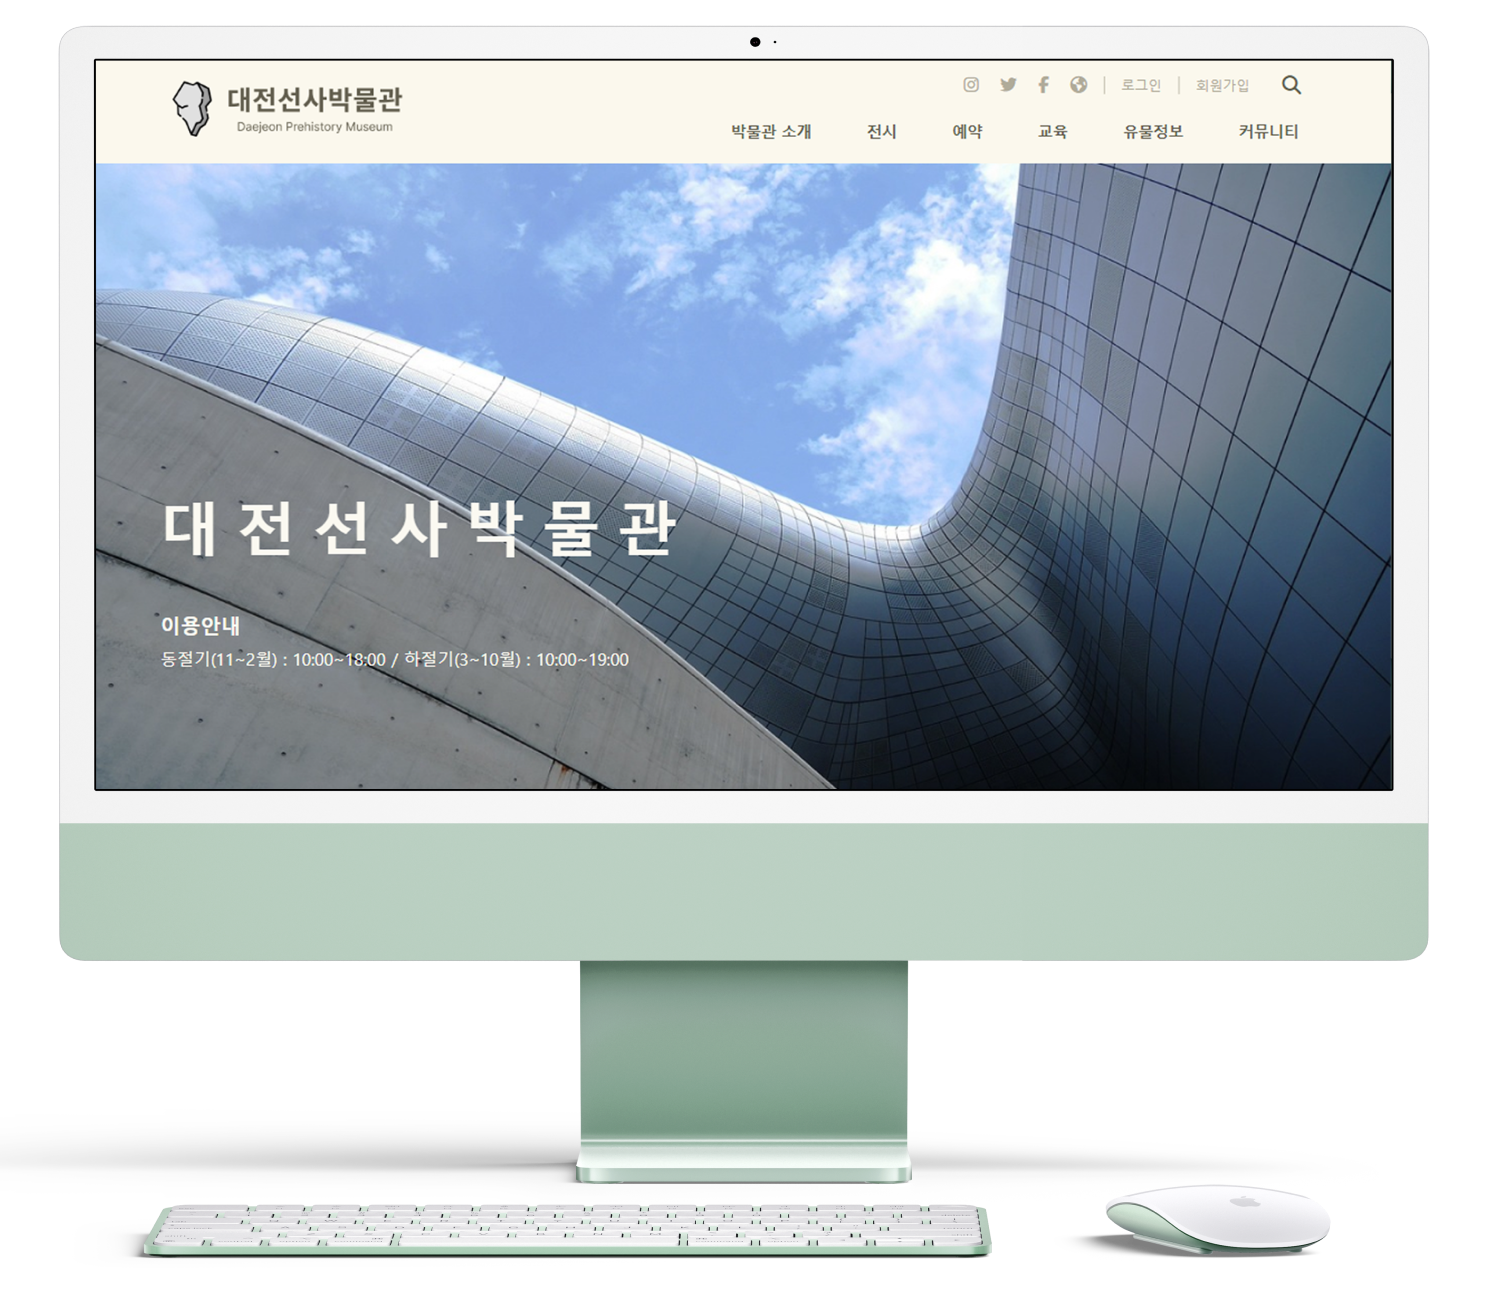 대전선사박물관
Daejeon Prehistory Museum
로그인
회원가입
박물관 소개
전시
예약
교육
유물정보
커뮤니티
대전선사박물관
이용안내
동절기(11~2월) : 10:00~18:00 / 하절기(3~10월) : 10:00~19:00